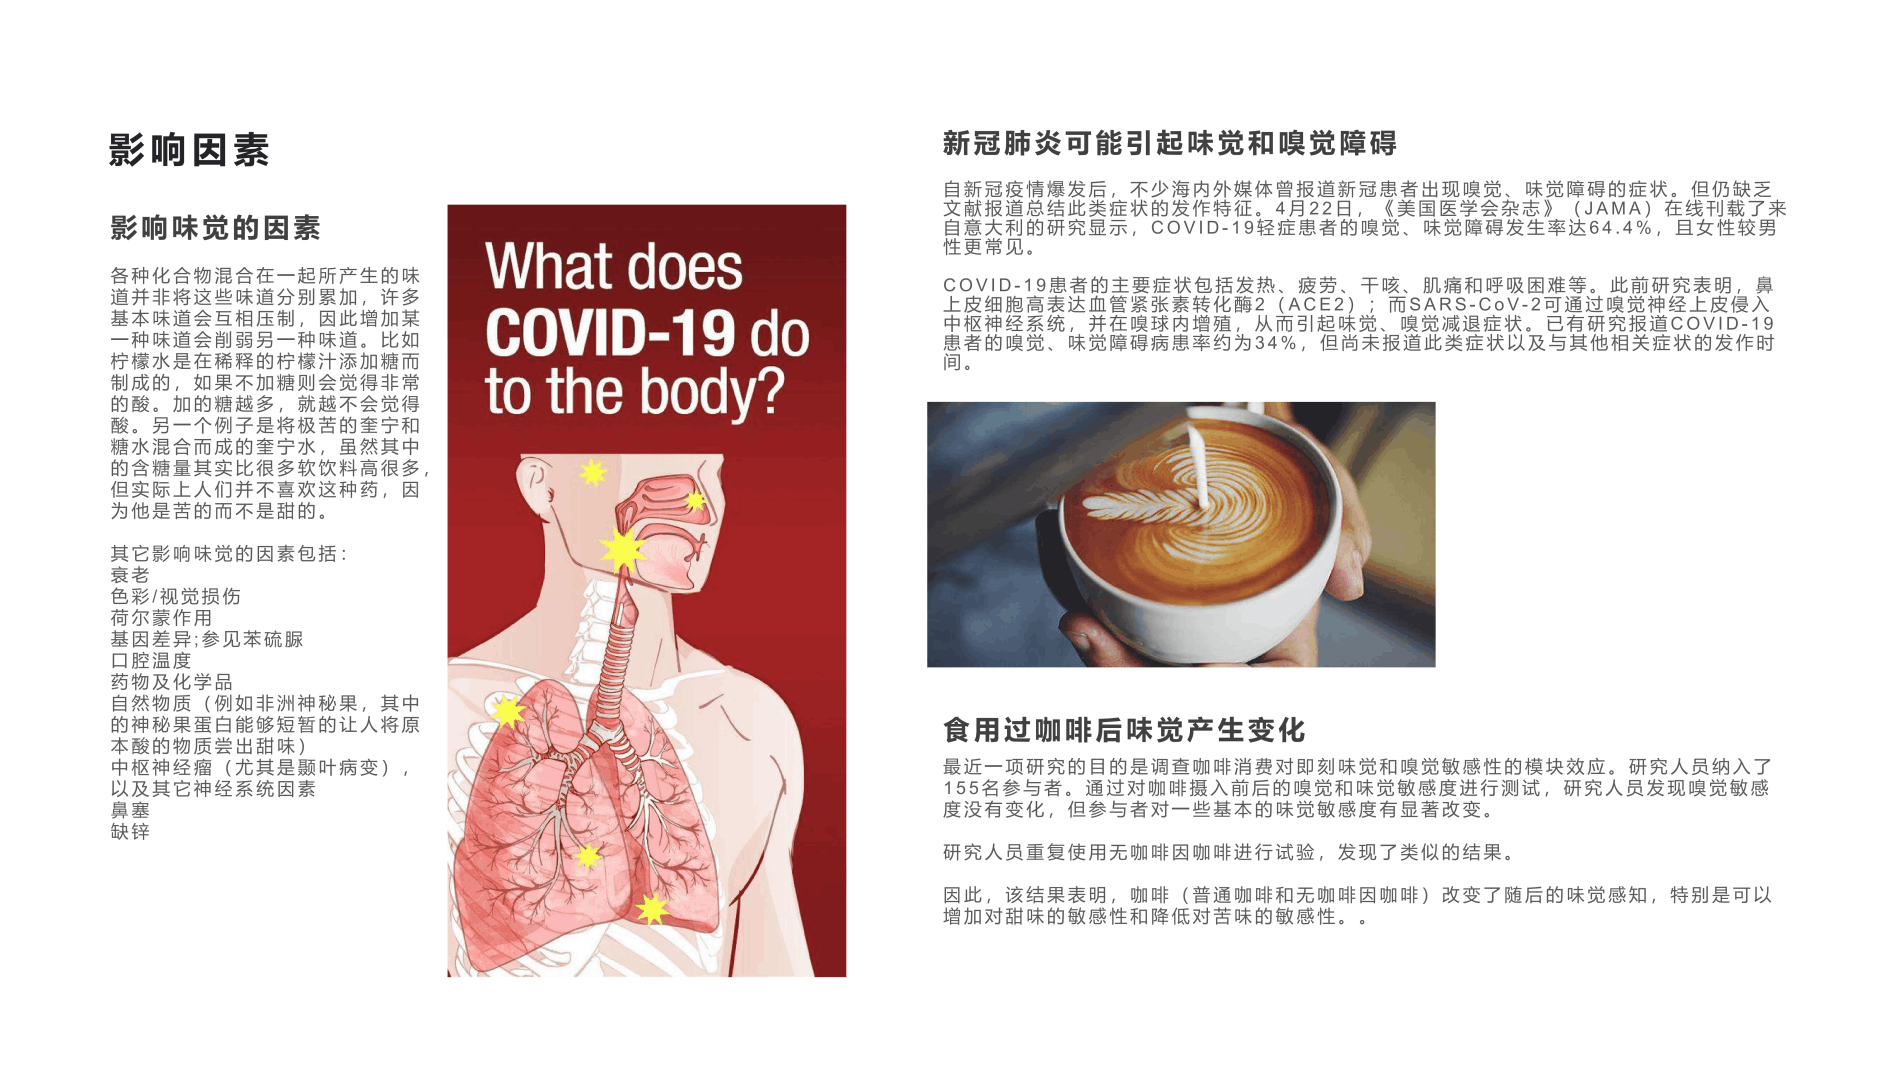 影响因素
影响味觉的因素
各种化合物混合在一起所产生的味
道并非将这些味道分别累加，许多
基本味道会互相压制，因此增加某
一种味道会削弱另一种味道。比如
柠檬水是在稀释的柠檬汁添加糖而
制成的，如果不加糖则会觉得非常
的酸。加的糖越多，就越不会觉得
酸。另一个例子是将极苦的奎宁和
糖水混合而成的奎宁水，虽然其中
的含糖量其实比很多软饮料高很多，
但实际上人们并不喜欢这种药，因
为他是苦的而不是甜的。
其它影响味觉的因素包括：
衰老
色彩/视觉损伤
荷尔蒙作用
基因差异;参见苯硫脲
口腔温度
药物及化学品
自然物质（例如非洲神秘果，其中
的神秘果蛋白能够短暂的让人将原
本酸的物质尝出甜味）
中枢神经瘤（尤其是颞叶病变），
以及其它神经系统因素
鼻塞
缺锌
What does
COVID-19 do
to the body?
新冠肺炎可能引起味觉和嗅觉障碍
自新冠疫情爆发后，不少海内外媒体曾报道新冠患者出现嗅觉、味觉障碍的症状。但仍缺乏
文献报道总结此类症状的发作特征。4月22日，《美国医学会杂志》（JAMA）在线刊载了来
自意大利的研究显示，COVID-19轻症患者的嗅觉、味觉障碍发生率达64.4%，且女性较男
性更常见。
COVID-19患者的主要症状包括发热、疲劳、干咳、肌痛和呼吸困难等。此前研究表明，鼻
上皮细胞高表达血管紧张素转化酶2（ACE2）；而SARS-CoV-2可通过嗅觉神经上皮侵入
中枢神经系统，并在嗅球内增殖，从而引起味觉、嗅觉减退症状。已有研究报道COVID-19
患者的嗅觉、味觉障碍病患率约为34%，但尚未报道此类症状以及与其他相关症状的发作时
间。
食用过咖啡后味觉产生变化
最近一项研究的目的是调查咖啡消费对即刻味觉和嗅觉敏感性的模块效应。研究人员纳入了
155名参与者。通过对咖啡摄入前后的嗅觉和味觉敏感度进行测试，研究人员发现嗅觉敏感
度没有变化，但参与者对一些基本的味觉敏感度有显著改变。
研究人员重复使用无咖啡因咖啡进行试验，发现了类似的结果。
因此，该结果表明，咖啡（普通咖啡和无咖啡因咖啡）改变了随后的味觉感知，特别是可以
增加对甜味的敏感性和降低对苦味的敏感性。。